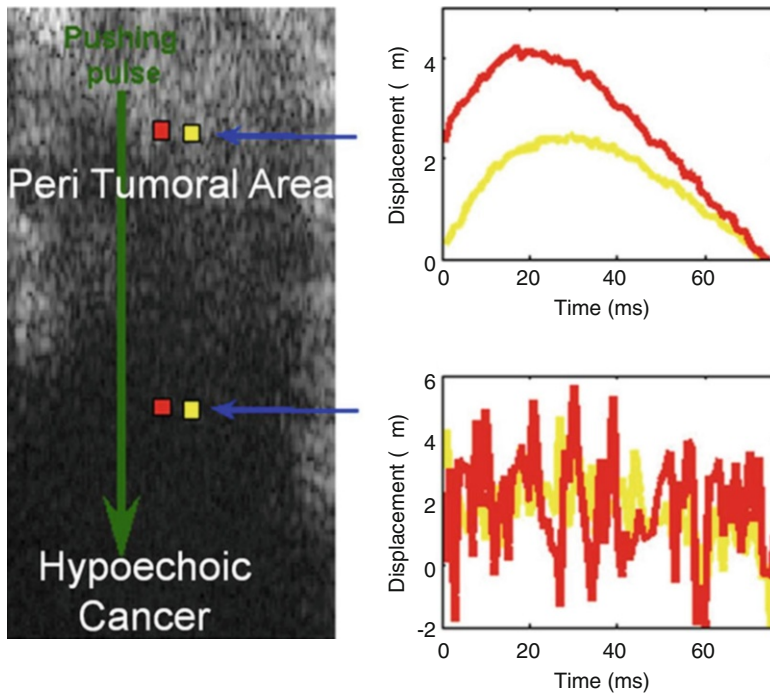 Pushing
pulse
Peri Tumoral Area
Hypoechoic
Cancer
Displacement ( m)
4
2
0
0 20 40 60
Time (ms)
Displacement ( m)
6
4
2
0
-2
0 20 40 60
Time (ms)